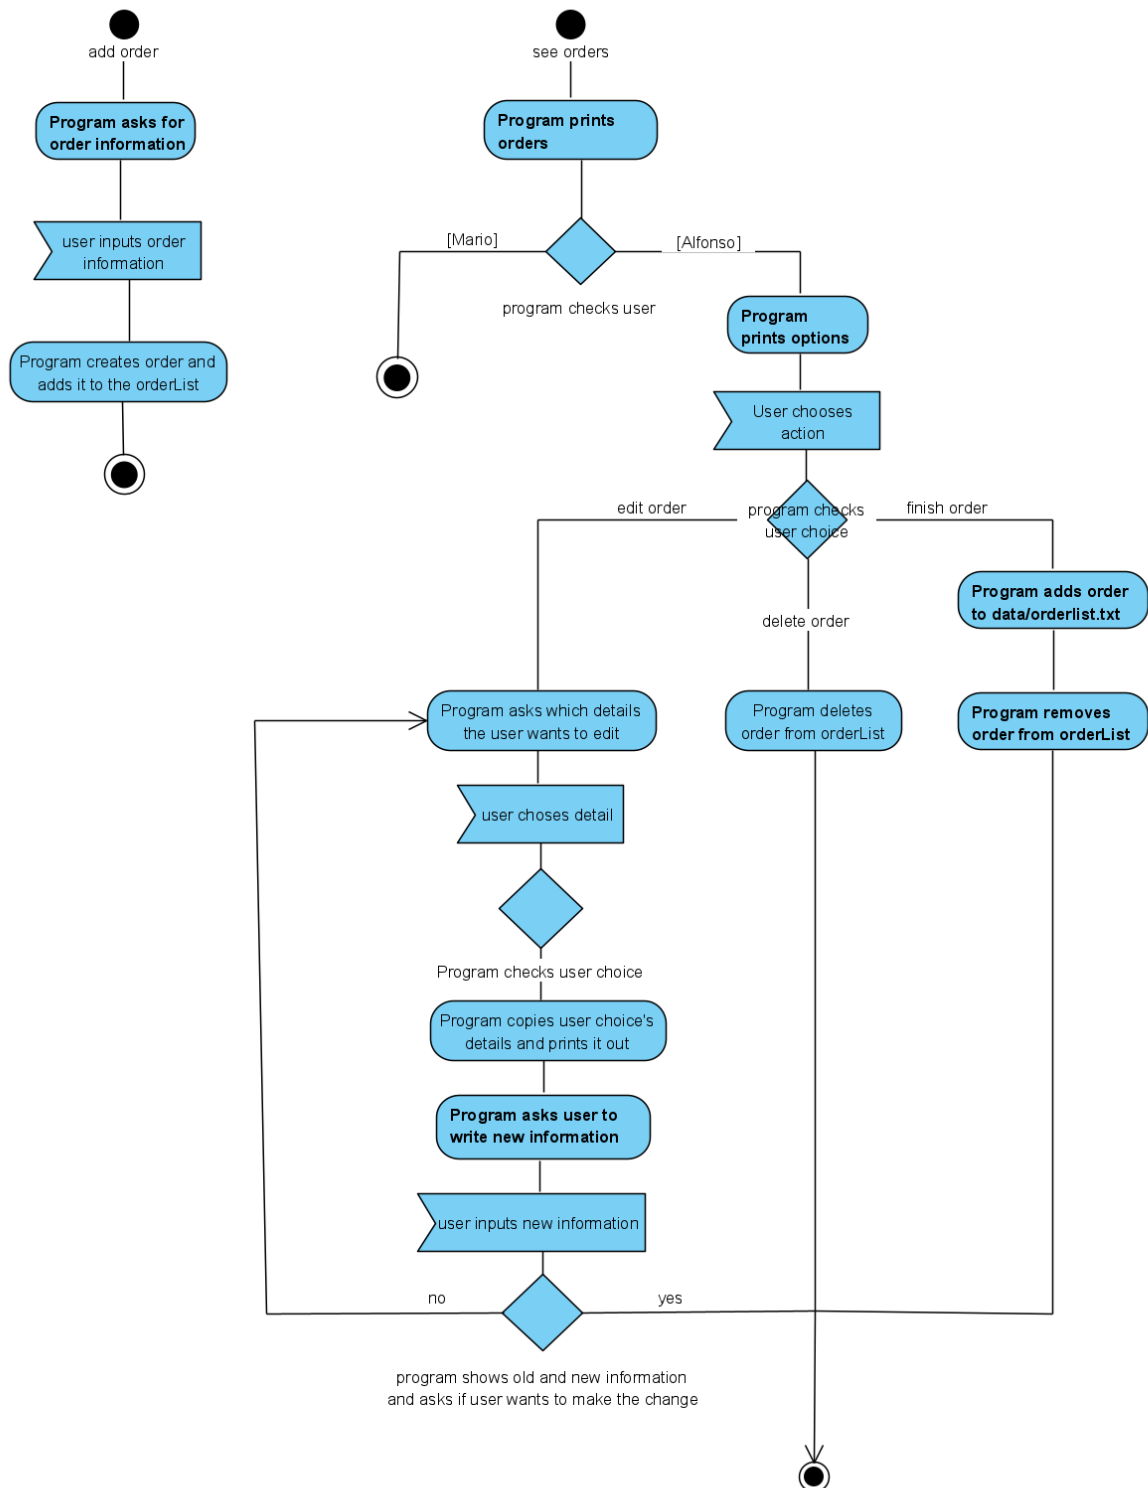 add order
Program asks for
order information
user inputs order
information
Program creates order and
adds it to the orderList
see orders
Program prints
orders
[Mario]
[Alfonso]
program checks user
Program
prints options
User chooses
action
edit order
program checks
user choice
finish order
delete order
Program adds order
to data/orderlist.txt
Program asks which details
the user wants to edit
Program deletes
order from orderList
Program removes
order from orderList
user choses detail
Program checks user choice
Program copies user choice's
details and prints it out
Program asks user to
write new information
user inputs new information
no
yes
program shows old and new information
and asks if user wants to make the change